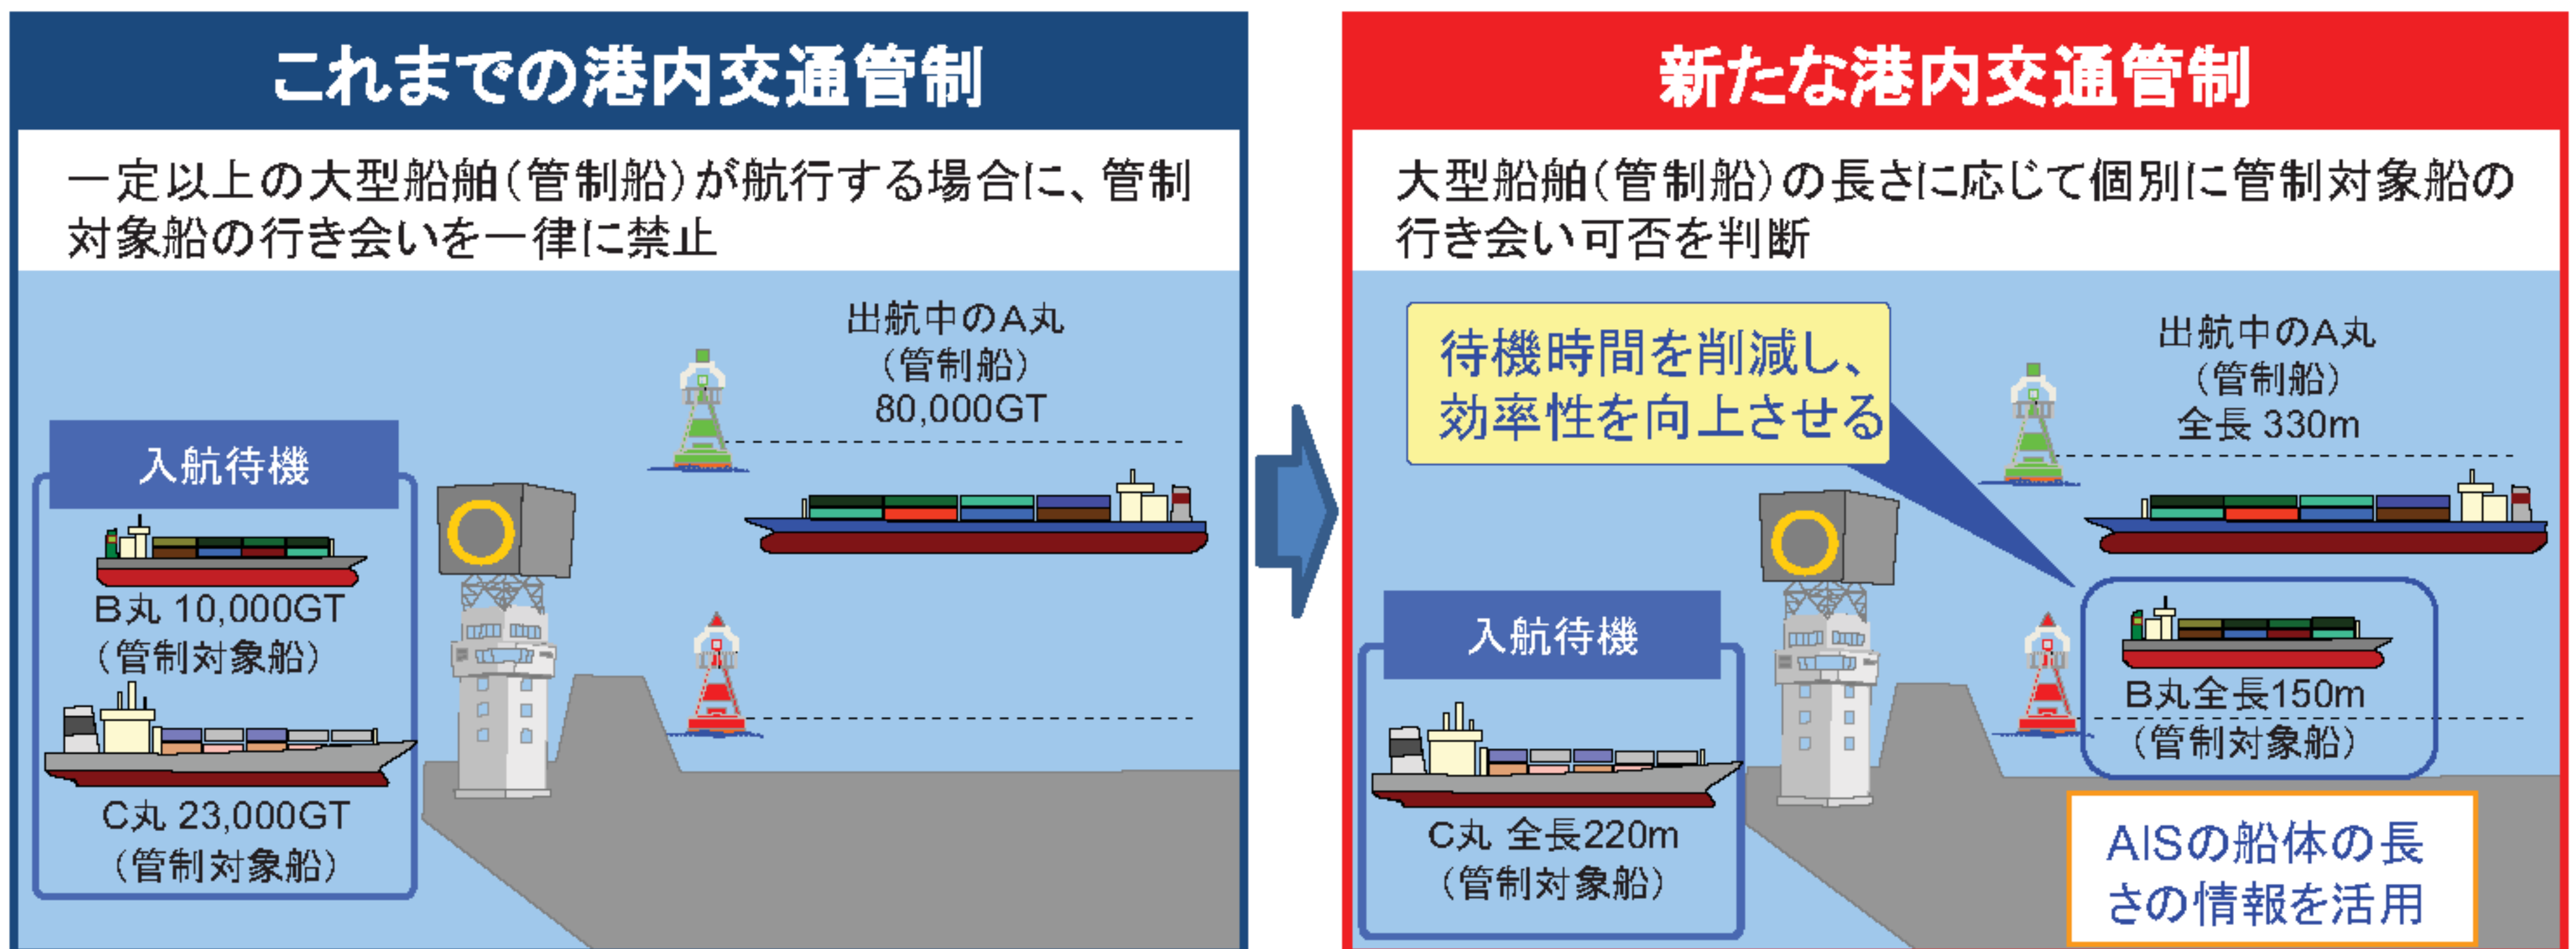 これまでの港内交通管制
一定以上の大型船舶（管制船）が航行する場合に、管制
対象船の行き会いを一律に禁止
出航中のA丸
（管制船）
80,000GT
入航待機
B丸 10,000GT
（管制対象船）
C丸 23,000GT
（管制対象船）
新たな港内交通管制
大型船舶（管制船）の長さに応じて個別に管制対象船の
行き会い可否を判断
待機時間を削減し、
効率性を向上させる
出航中のA丸
（管制船）
全長 330m
入航待機
C丸 全長220m
（管制対象船）
B丸全長150m
（管制対象船）
AISの船体の長
さの情報を活用